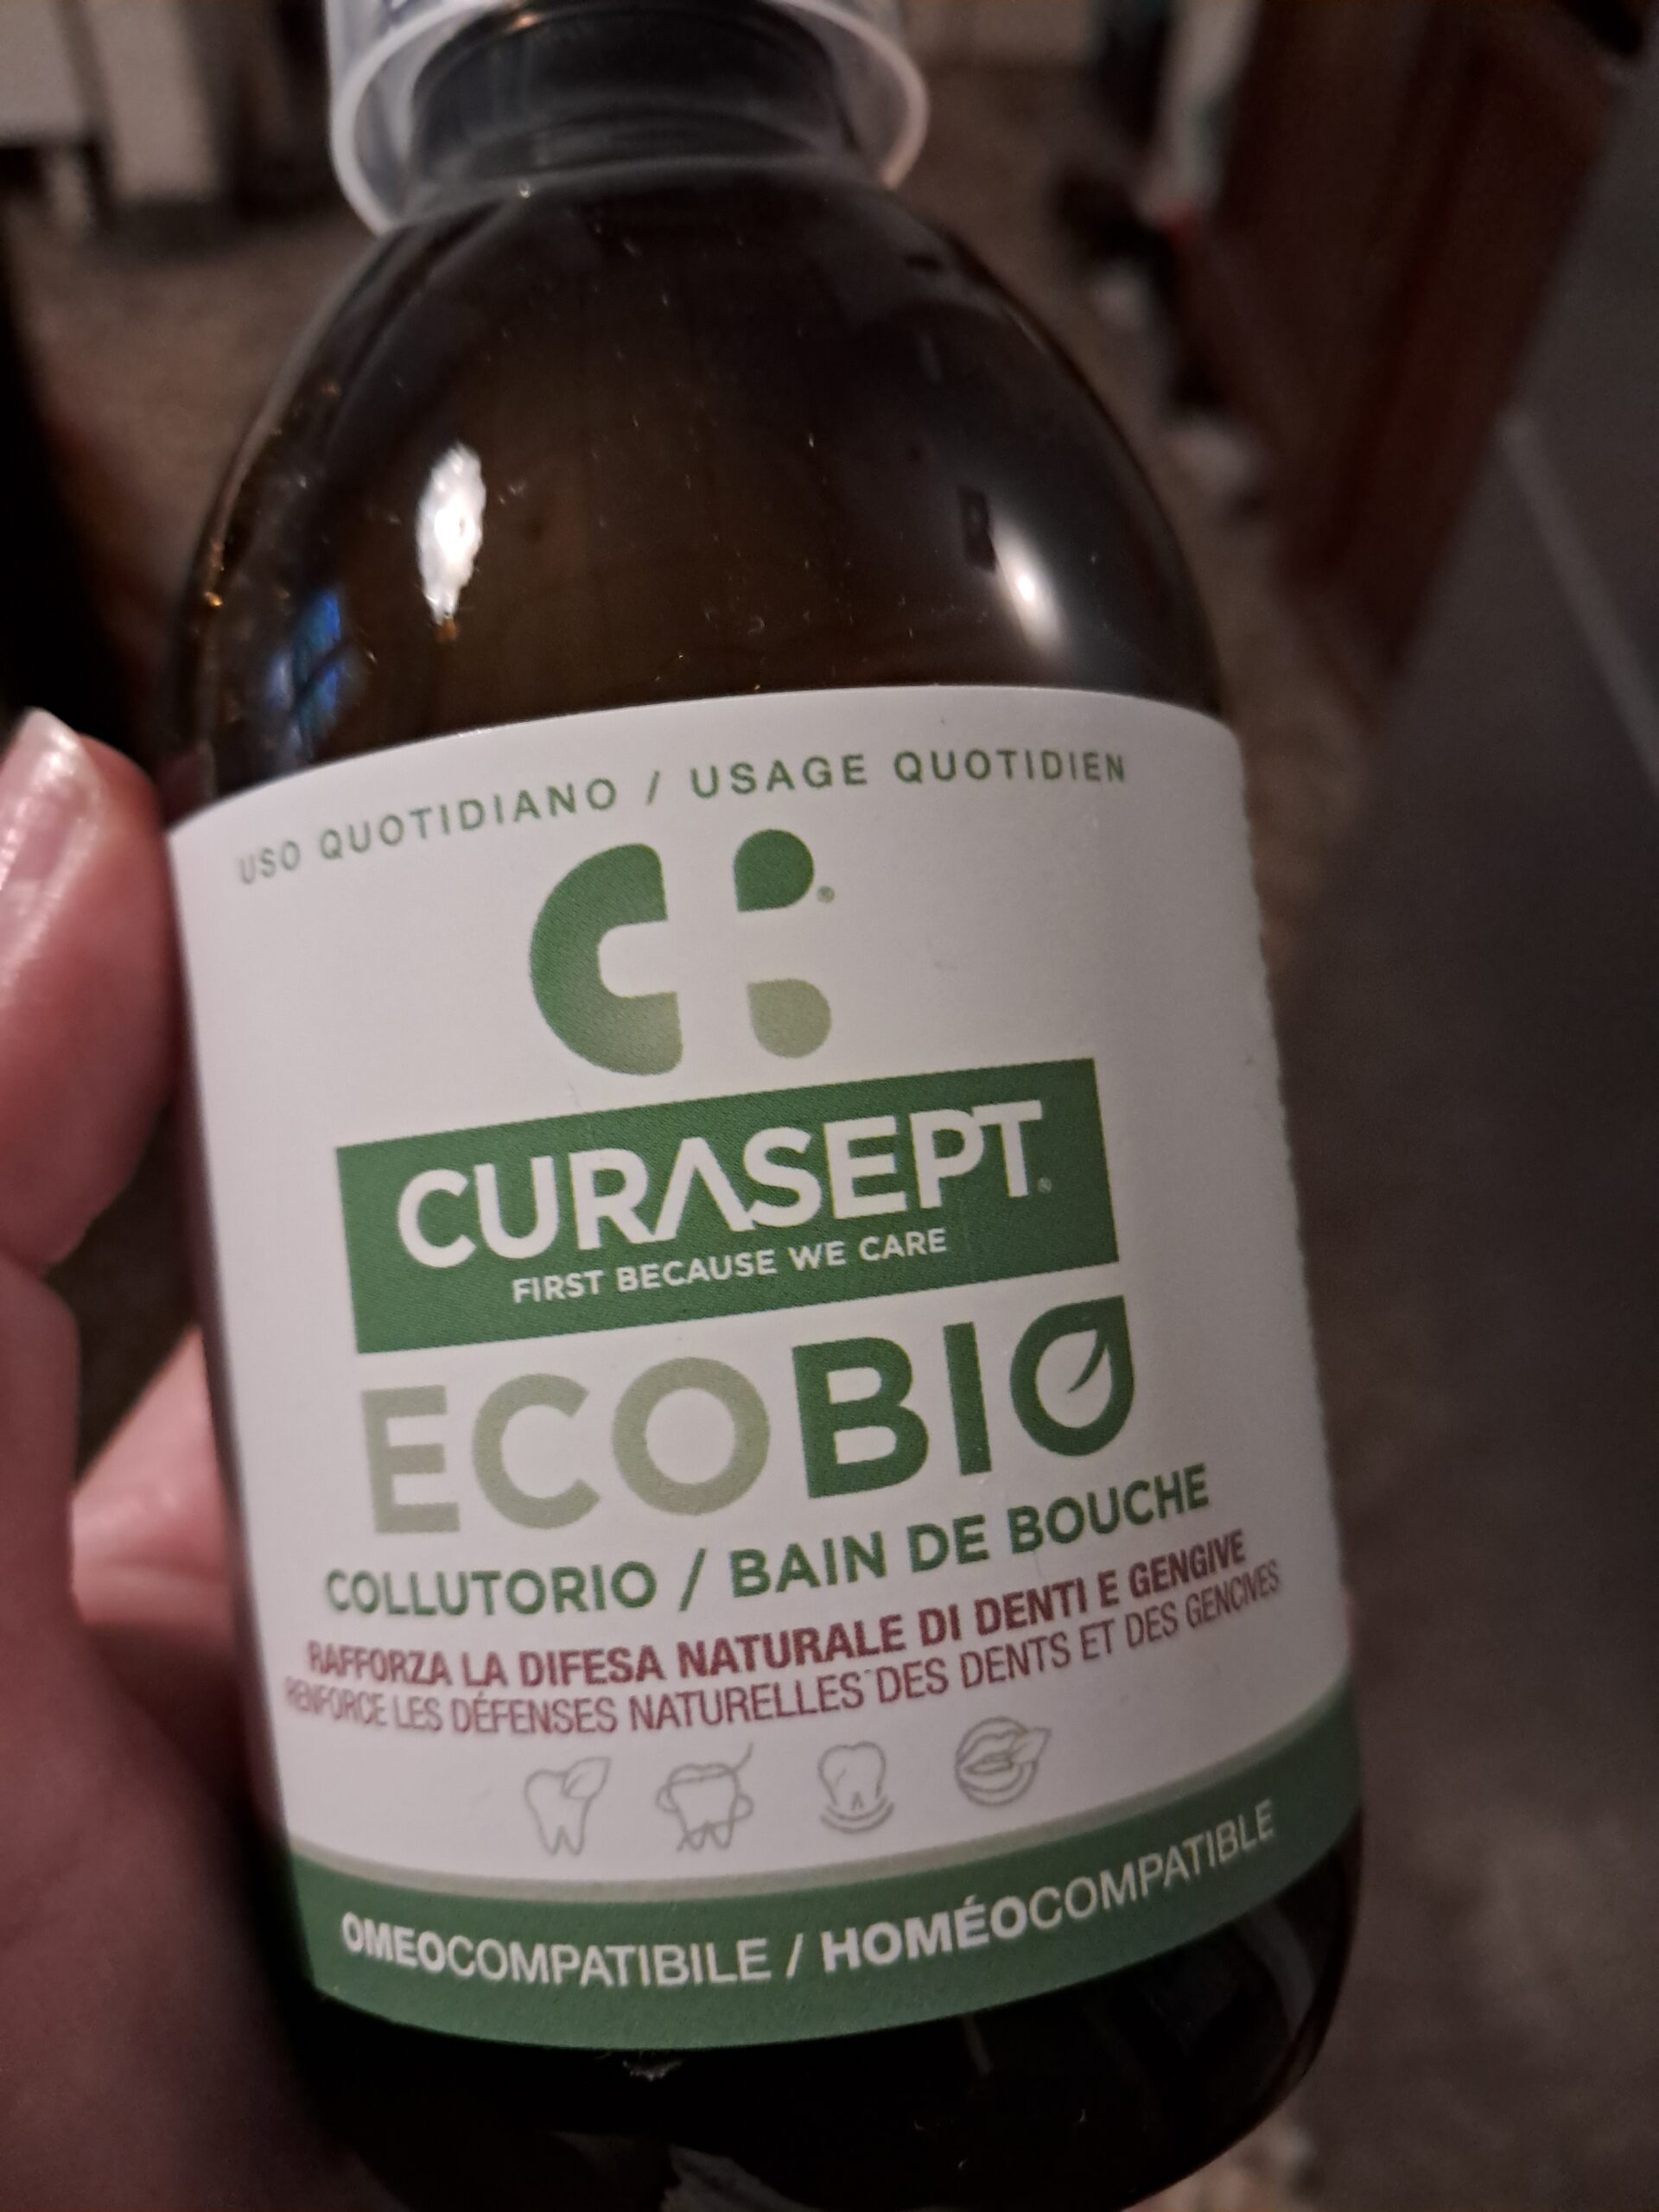 USO QUOTIDIANO / USAGE QUOTIDIEN
CURASEPT®
FIRST BECAUSE WE CARE
ECOBIO
COLLUTORIO / BAIN DE BOUCHE
RAFFORZA LA DIFESA NATURALE DI DENTI E GENGIVE
RENFORCE LES DÉFENSES NATURELLES DES DENTS ET DES GENCIVES
OMEOCOMPATIBILE / HOMÉOCOMPATIBLE